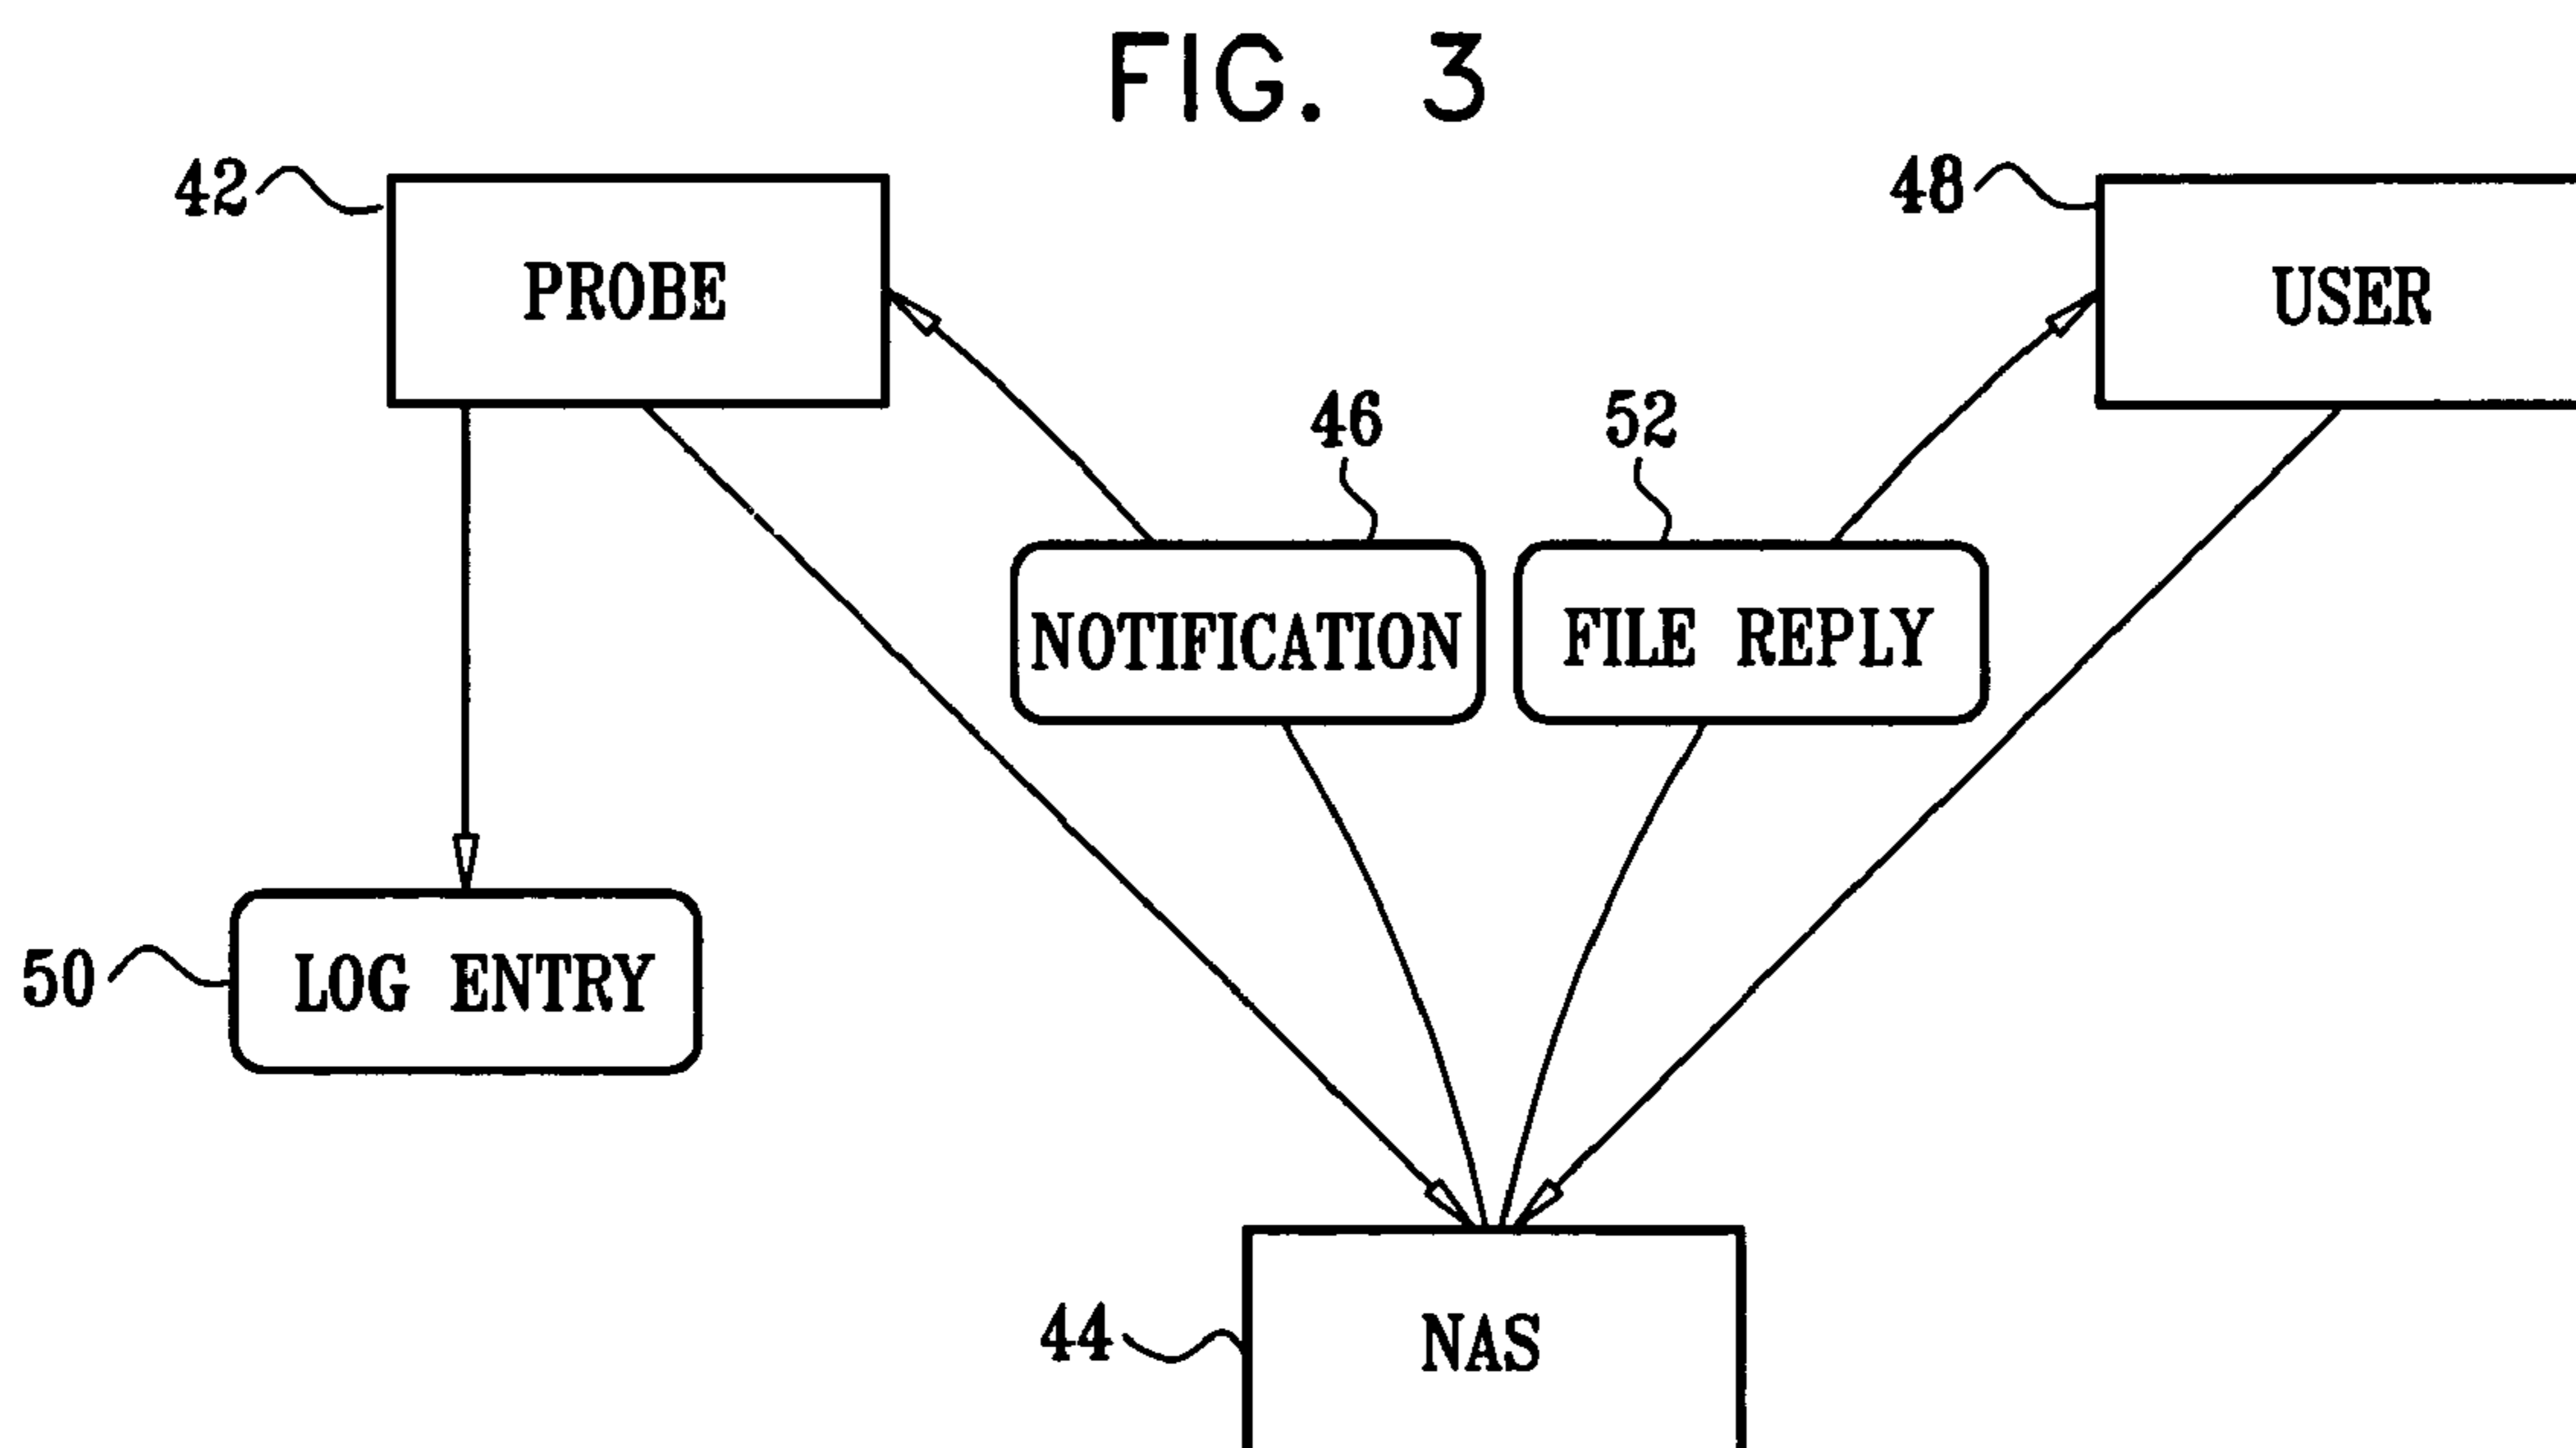 FIG. 3
42
PROBE
48
USER
46
52
NOTIFICATION
FILE REPLY
50
LOG ENTRY
44
NAS